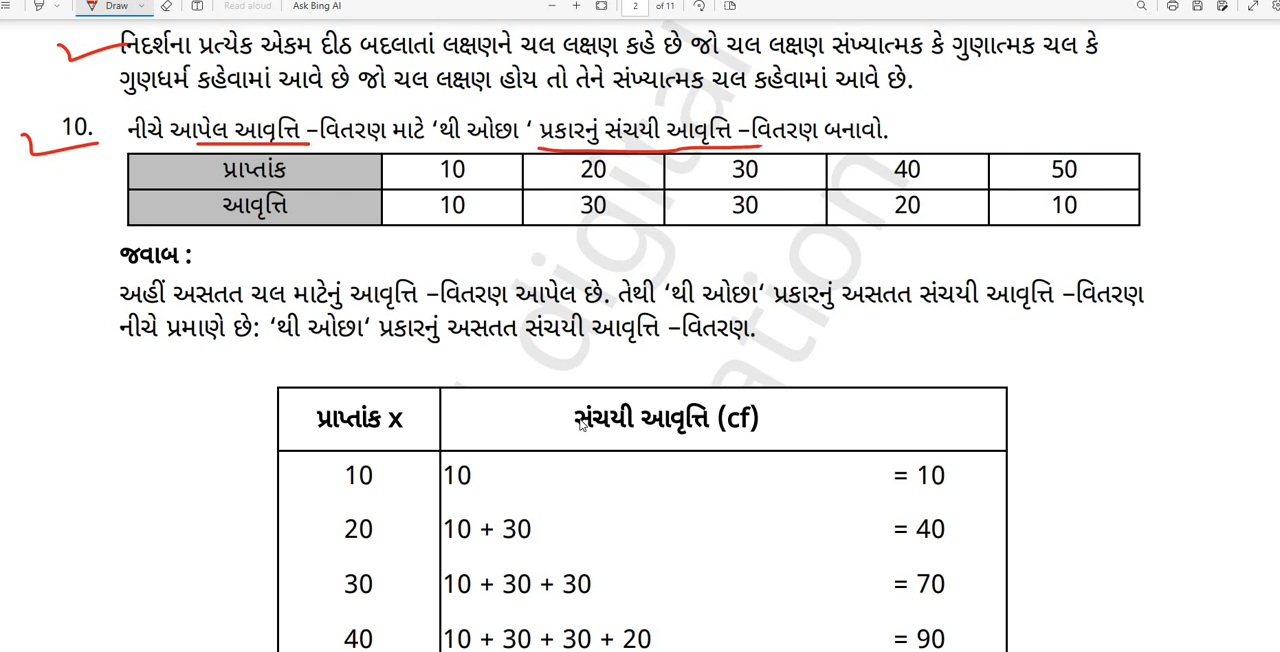 Draw
Read aloud
Ask Bing AI
2 of 11
નિદર્શના પ્રત્યેક એકમ દીઠ બદલાતાં લક્ષણને ચલ લક્ષણ કહે છે જો ચલ લક્ષણ સંખ્યાત્મક કે ગુણાત્મક ચલ કે
ગુણધર્મ કહેવામાં આવે છે જો ચલ લક્ષણ હોય તો તેને સંખ્યાત્મક ચલ કહેવામાં આવે છે.
10. નીચે આપેલ આવૃત્તિ –વિતરણ માટે ‘થી ઓછા ‘ પ્રકારનું સંચયી આવૃત્તિ –વિતરણ બનાવો.
પ્રાપ્તાંક 10 20 30 40 50
આવૃત્તિ 10 30 30 20 10
જવાબ :
અહીં અસતત ચલ માટેનું આવૃત્તિ –વિતરણ આપેલ છે. તેથી ‘થી ઓછા‘ પ્રકારનું અસતત સંચયી આવૃત્તિ –વિતરણ
નીચે પ્રમાણે છે: ‘થી ઓછા‘ પ્રકારનું અસતત સંચયી આવૃત્તિ –વિતરણ.
digital
પ્રાપ્તાંક x સંચયી આવૃત્તિ (cf)
10 10 = 10
20 10 + 30 = 40
30 10 + 30 + 30 = 70
40 10 + 30 + 30 + 20 = 90